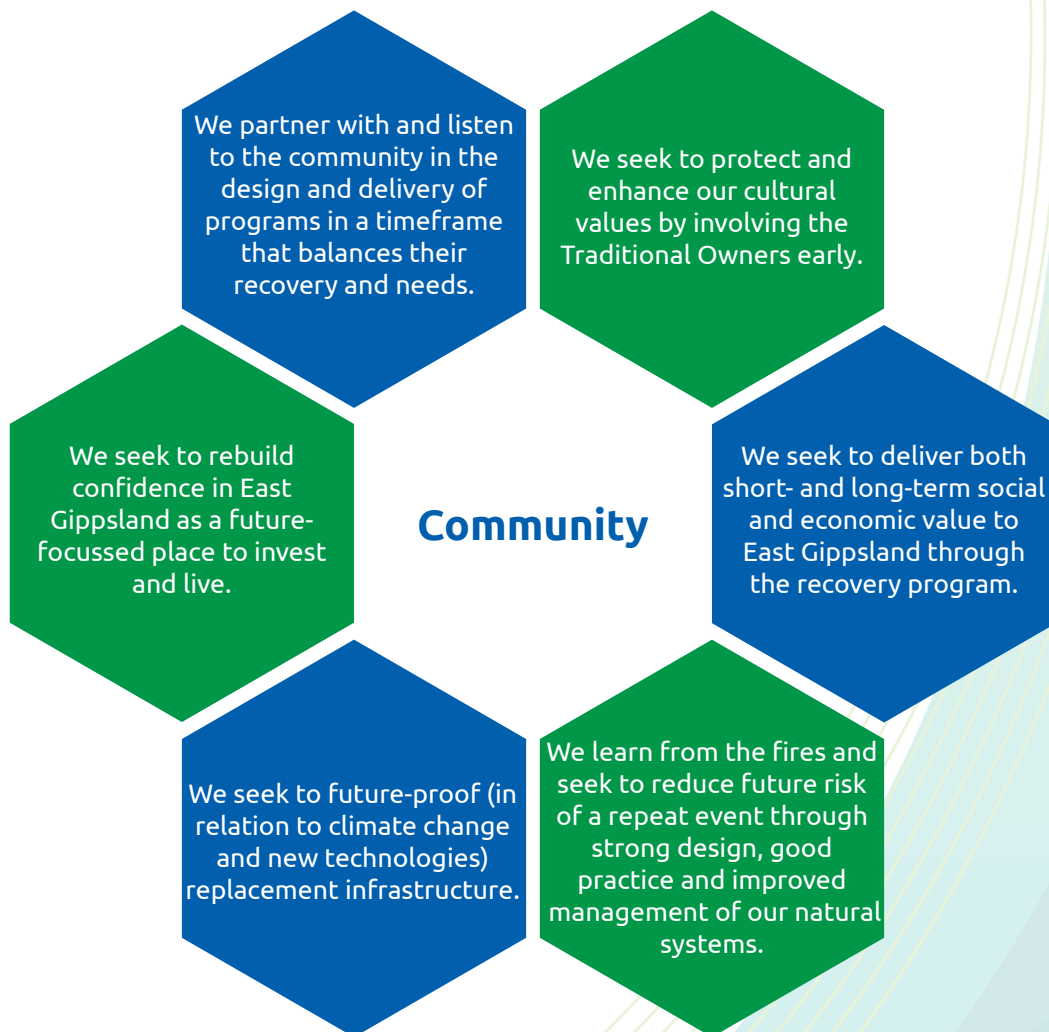 We partner with and listen
to the community in the
design and delivery of
programs in a timeframe
that balances their
recovery and needs.
We seek to protect and
enhance our cultural
values by involving the
Traditional Owners early.
We seek to rebuild
confidence in East
Gippsland as a future-
focussed place to invest
and live.
Community
We seek to deliver both
short- and long-term social
and economic value to
East Gippsland through
the recovery program.
We seek to future-proof (in
relation to climate change
and new technologies)
replacement infrastructure.
We learn from the fires and
seek to reduce future risk
of a repeat event through
strong design, good
practice and improved
management of our natural
systems.